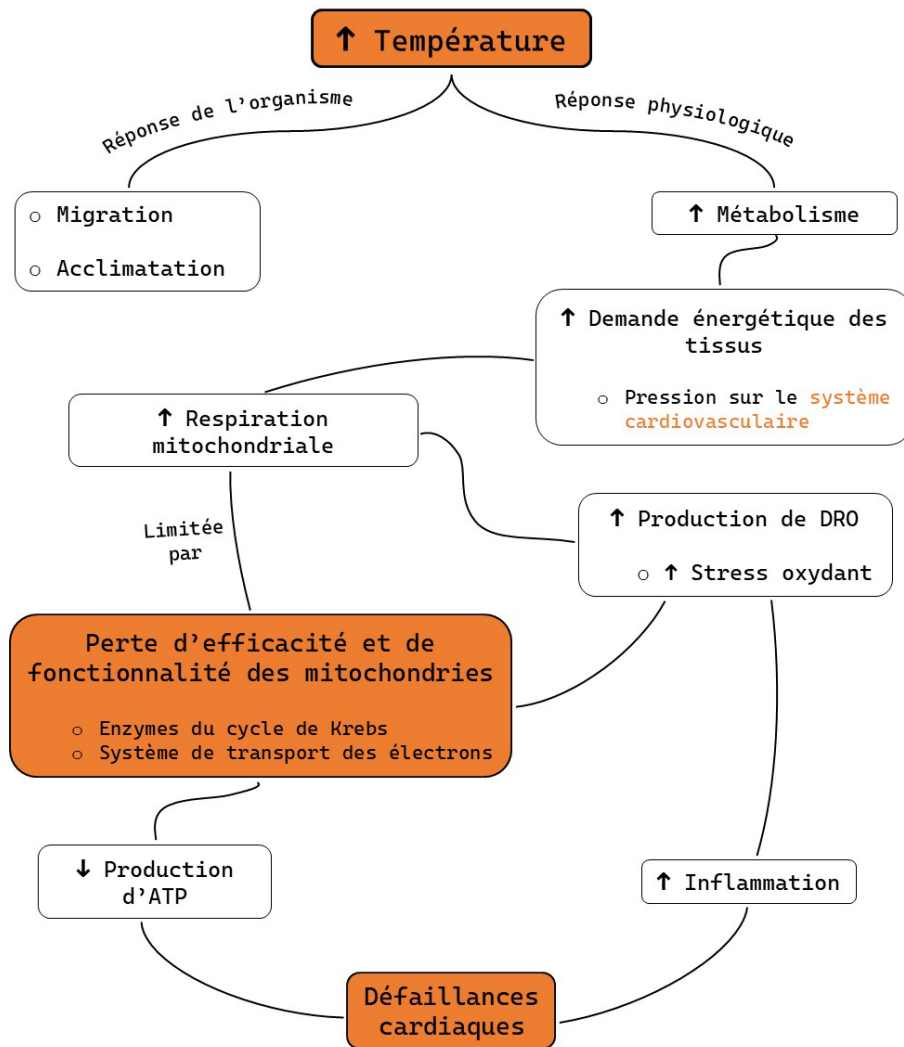 ↑ Température
Réponse de l'organisme
Réponse physiologique
○ Migration
○ Acclimatation
↑ Métabolisme
↑ Demande énergétique des
tissus
○ Pression sur le système
cardiovasculaire
↑ Respiration
mitochondriale
Limitée
par
↑ Production de DRO
○ ↑ Stress oxydant
Perte d'efficacité et de
fonctionnalité des mitochondries
○ Enzymes du cycle de Krebs
○ Système de transport des électrons
↓ Production
d'ATP
↑ Inflammation
Défaillances
cardiaques